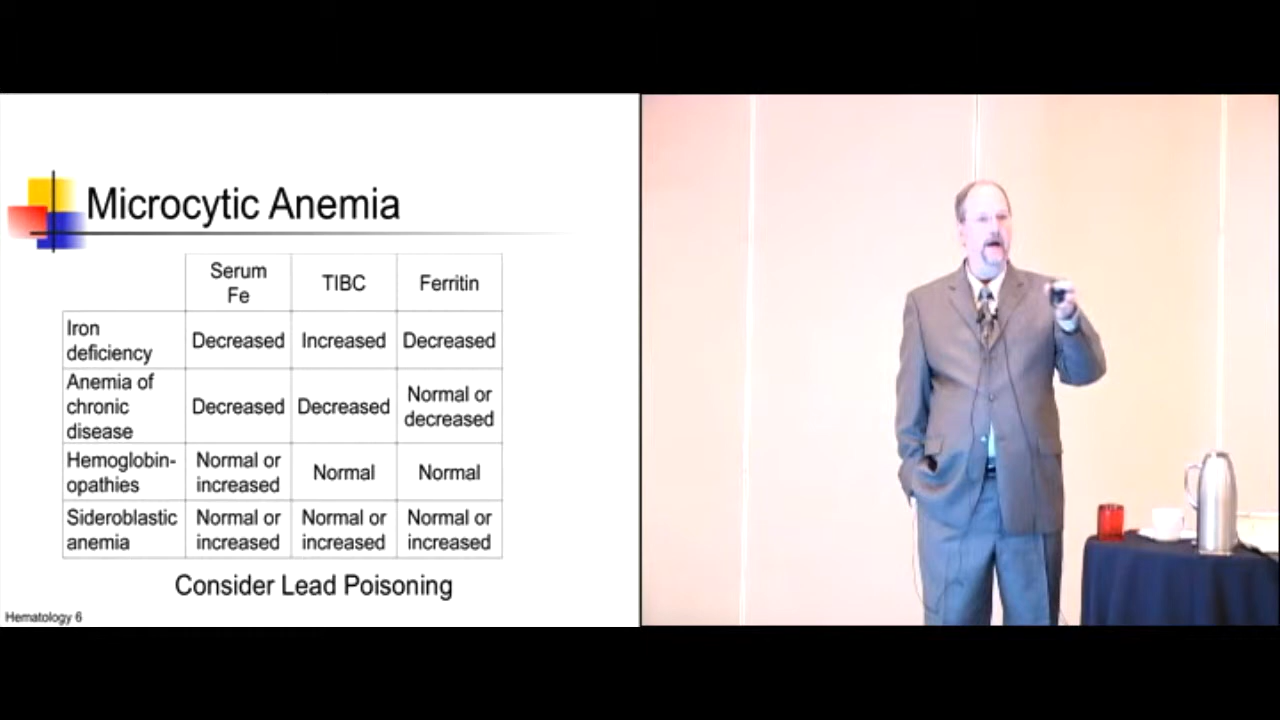 Microcytic Anemia
Serum
Fe
TIBC
Ferritin
Iron
deficiency
Decreased
Increased
Decreased
Anemia of
chronic
disease
Decreased
Decreased
Normal or
decreased
Hemoglobin-
opathies
Normal or
increased
Normal
Normal
Sideroblastic
anemia
Normal or
increased
Normal or
increased
Normal or
increased
Consider Lead Poisoning
Hematology 6